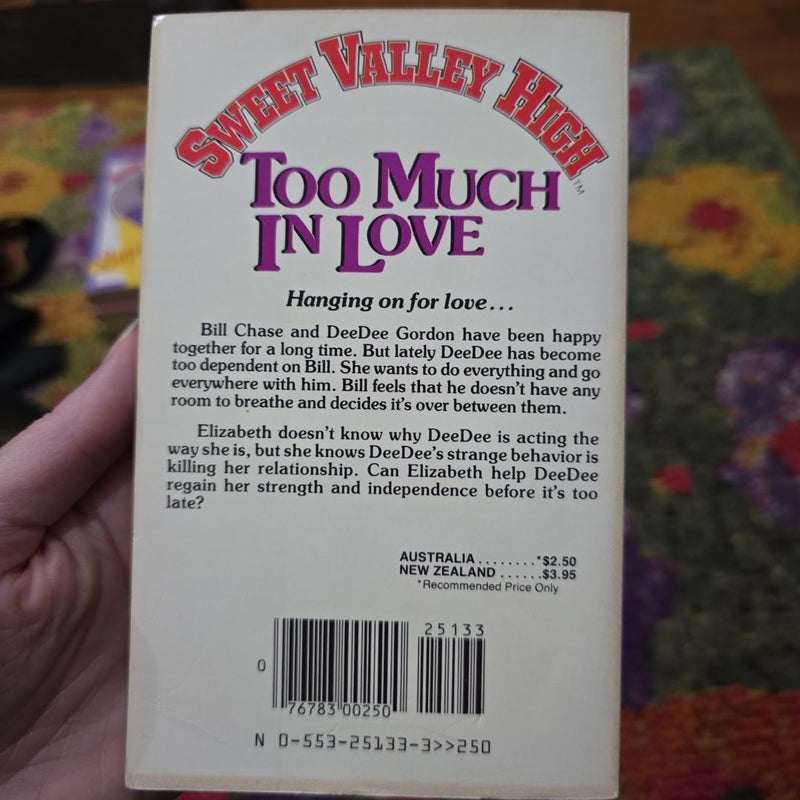 SWEET VALLEY HIGH™
TOO MUCH
IN LOVE
Hanging on for love...
Bill Chase and DeeDee Gordon have been happy
together for a long time. But lately DeeDee has become
too dependent on Bill. She wants to do everything and go
everywhere with him. Bill feels that he doesn't have any
room to breathe and decides it's over between them.
Elizabeth doesn't know why DeeDee is acting the
way she is, but she knows DeeDee's strange behavior is
killing her relationship. Can Elizabeth help DeeDee
regain her strength and independence before it's too
late?
AUSTRALIA ........*$2.50
NEW ZEALAND ......$3.95
*Recommended Price Only
25133
0
76783 00250
N 0-553-25133-3>>250